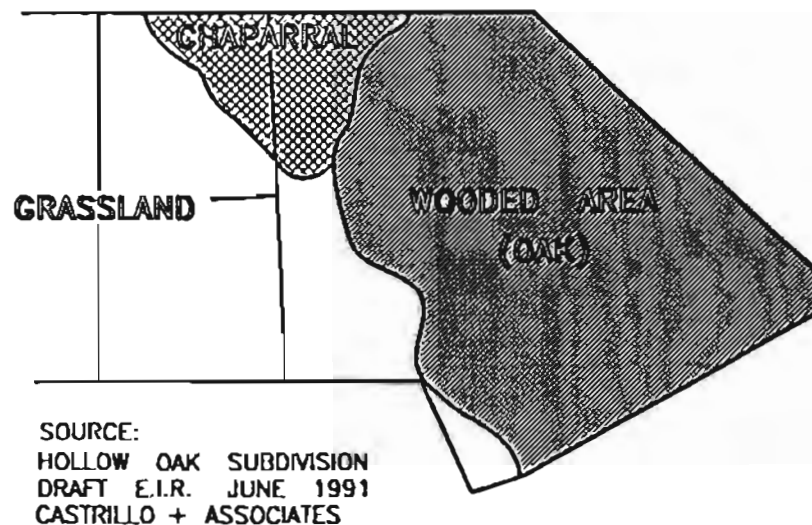 CHAPARRAL
GRASSLAND
WOODED AREA
(OAK)
SOURCE:
HOLLOW OAK SUBDIVISION
DRAFT E.I.R. JUNE 1991
CASTRILLO + ASSOCIATES